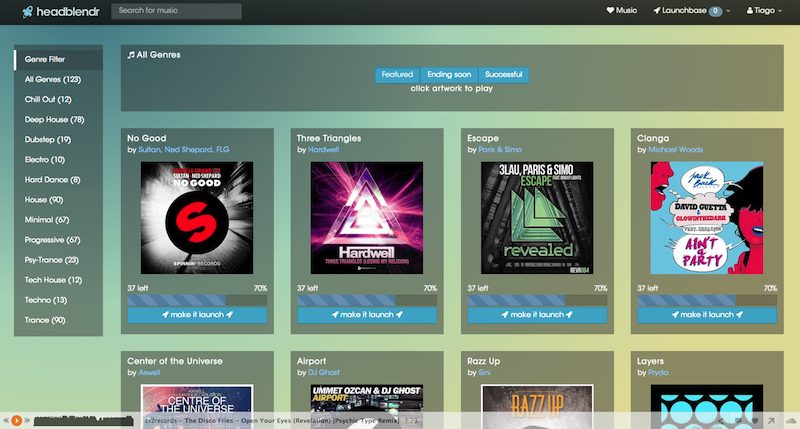 headblendr
Search for music
Music
Launchbase 0
Tiago
Genre Filter
All Genres (123)
Chill Out (12)
Deep House (78)
Dubstep (19)
Electro (10)
Hard Dance (8)
House (90)
Minimal (67)
Progressive (67)
Psy-Trance (23)
Tech House (12)
Techno (13)
Trance (90)
All Genres
Featured Ending soon Successful
click artwork to play
No Good
by Sultan, Ned Shepard, FLG
SULTAN + NED SHEPARD
NO GOOD
SPINNIN' RECORDS
37 left 70%
make it launch
Three Triangles
by Hardwell
Hardwell
THREE TRIANGLES (LOSING MY RELIGION)
37 left 70%
make it launch
Escape
by Paris & Simo
3LAU, PARIS & SIMO
ESCAPE FEAT. BRIGHT LIGHTS
revealed
REVR064
37 left 70%
make it launch
Clanga
by Michael Woods
Jack Back
DAVID GUETTA
&
GLOWINTHEDARK
AIN'T
A
PARTY
37 left 70%
make it launch
Center of the Universe
by Axwell
AXWELL
CENTRE OF
THE UNIVERSE
Airport
by DJ Ghost
UMMET OZCAN & DJ GHOST
AIRPORT
Razz Up
by Sini
RAZZ UP
Layers
by Pryda
cr2records – The Disco Fries – Open Your Eyes (Revelation) [Psychic Type Remix] 3.73